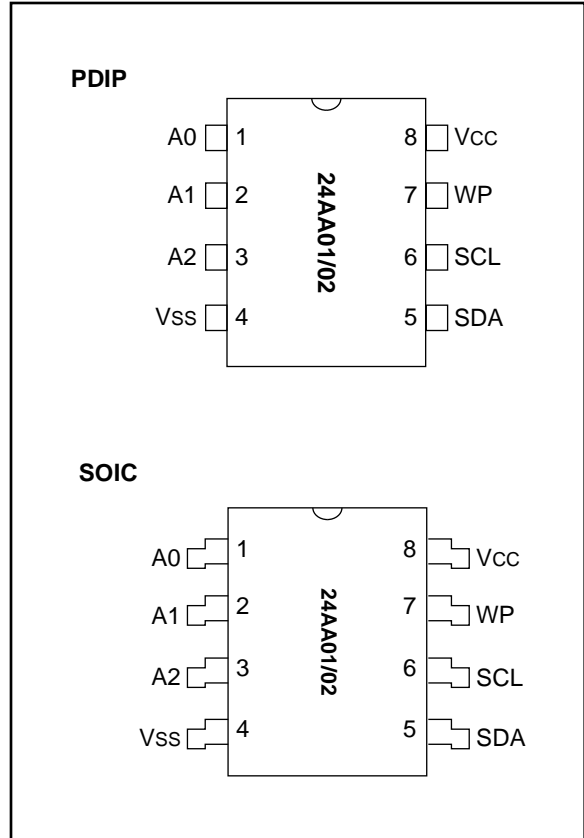 PDIP
A0 1 8 VCC
A1 2 7 WP
A2 3 6 SCL
VSS 4 5 SDA
24AA01/02
SOIC
A0 1 8 VCC
A1 2 7 WP
A2 3 6 SCL
VSS 4 5 SDA
24AA01/02